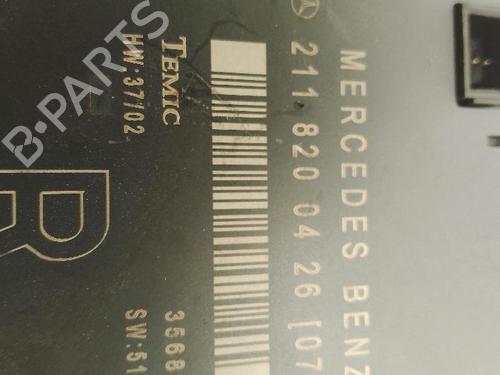 MERCEDES BENZ
211 820 04 26 [07
TEMIC
HW:37/02
3568
SW:51
B-PARTS